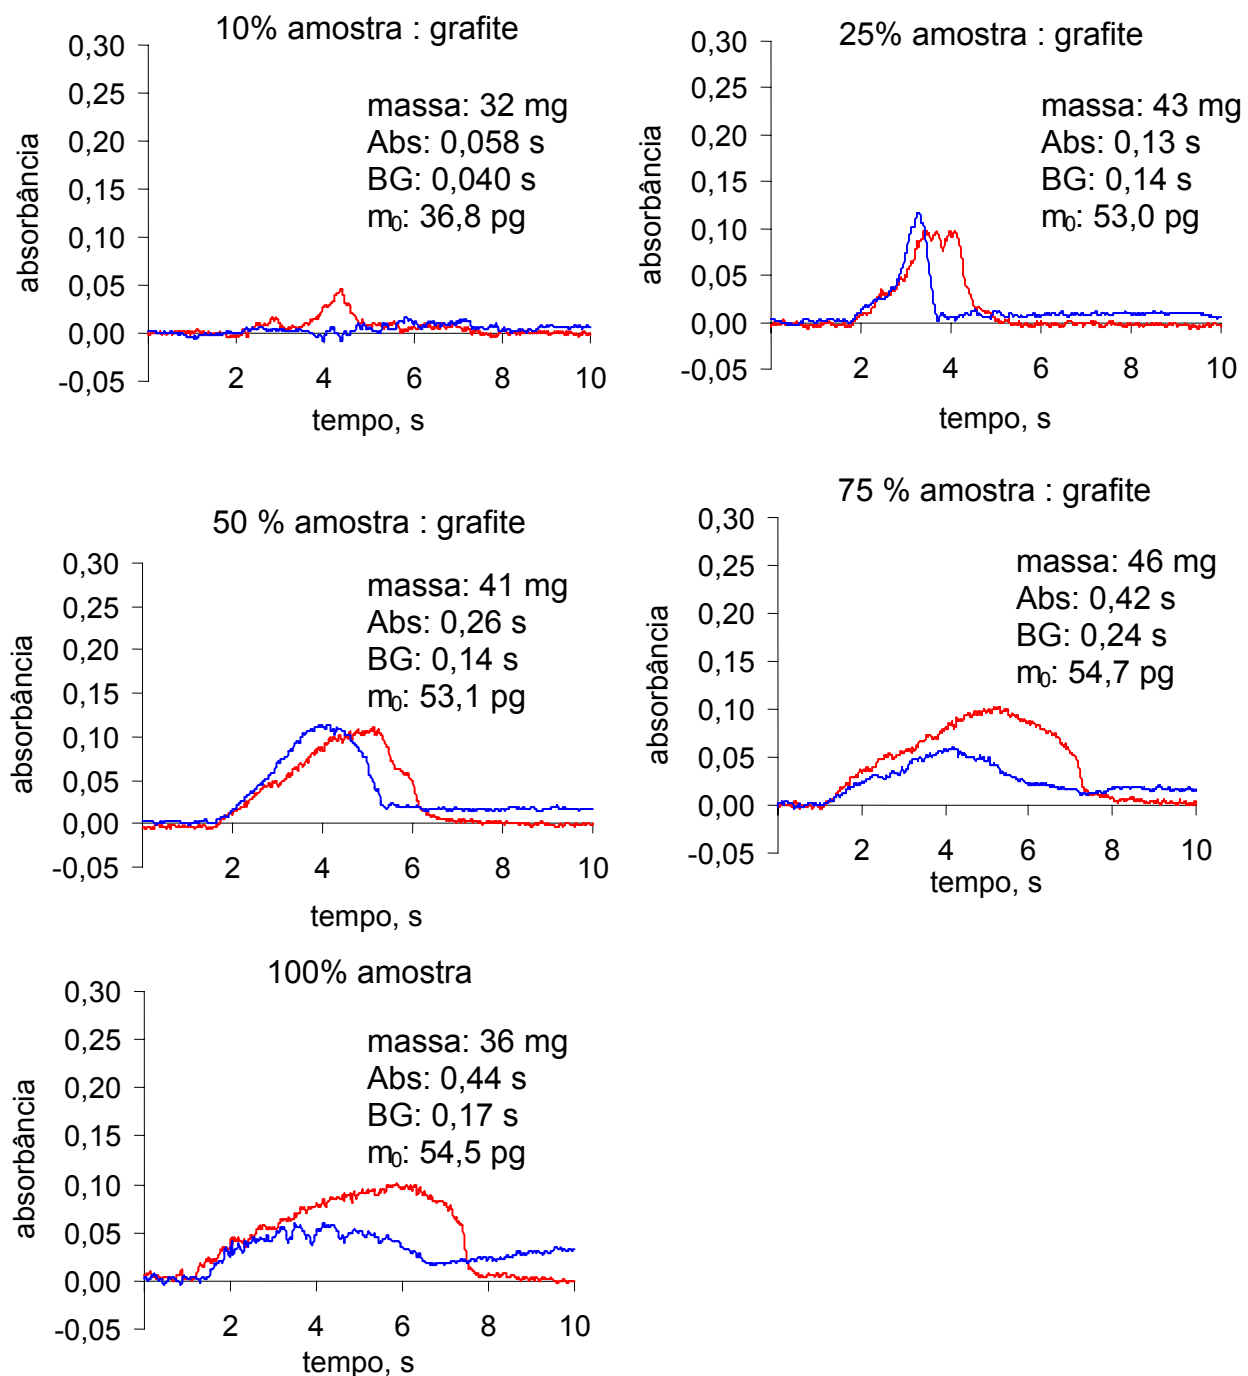 10% amostra : grafite
massa: 32 mg
Abs: 0,058 s
BG: 0,040 s
m₀: 36,8 pg
absorbância
0,30
0,25
0,20
0,15
0,10
0,05
0,00
-0,05
2 4 6 8 10
tempo, s
25% amostra : grafite
massa: 43 mg
Abs: 0,13 s
BG: 0,14 s
m₀: 53,0 pg
absorbância
0,30
0,25
0,20
0,15
0,10
0,05
0,00
-0,05
2 4 6 8 10
tempo, s
50 % amostra : grafite
massa: 41 mg
Abs: 0,26 s
BG: 0,14 s
m₀: 53,1 pg
absorbância
0,30
0,25
0,20
0,15
0,10
0,05
0,00
-0,05
2 4 6 8 10
tempo, s
75 % amostra : grafite
massa: 46 mg
Abs: 0,42 s
BG: 0,24 s
m₀: 54,7 pg
absorbância
0,30
0,25
0,20
0,15
0,10
0,05
0,00
-0,05
2 4 6 8 10
tempo, s
100% amostra
massa: 36 mg
Abs: 0,44 s
BG: 0,17 s
m₀: 54,5 pg
absorbância
0,30
0,25
0,20
0,15
0,10
0,05
0,00
-0,05
2 4 6 8 10
tempo, s